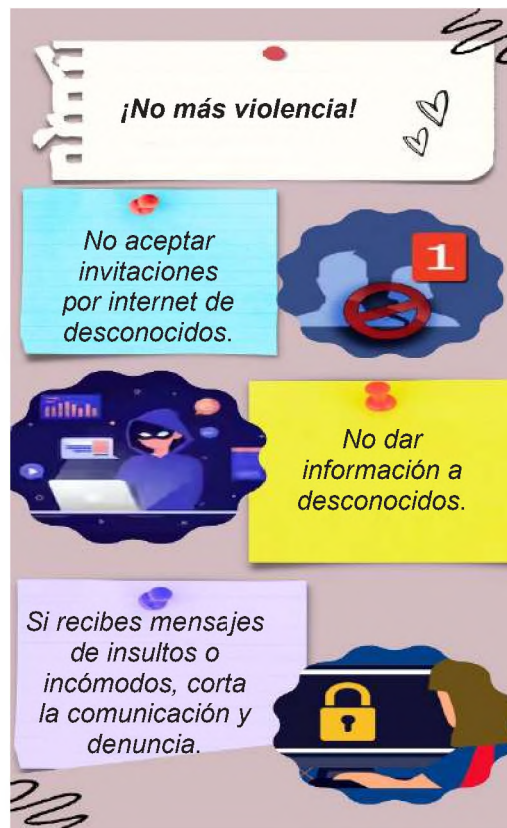 ¡No más violencia!
No aceptar
invitaciones
por internet de
desconocidos.
1
No dar
información a
desconocidos.
Si recibes mensajes
de insultos o
incómodos, corta
la comunicación y
denuncia.